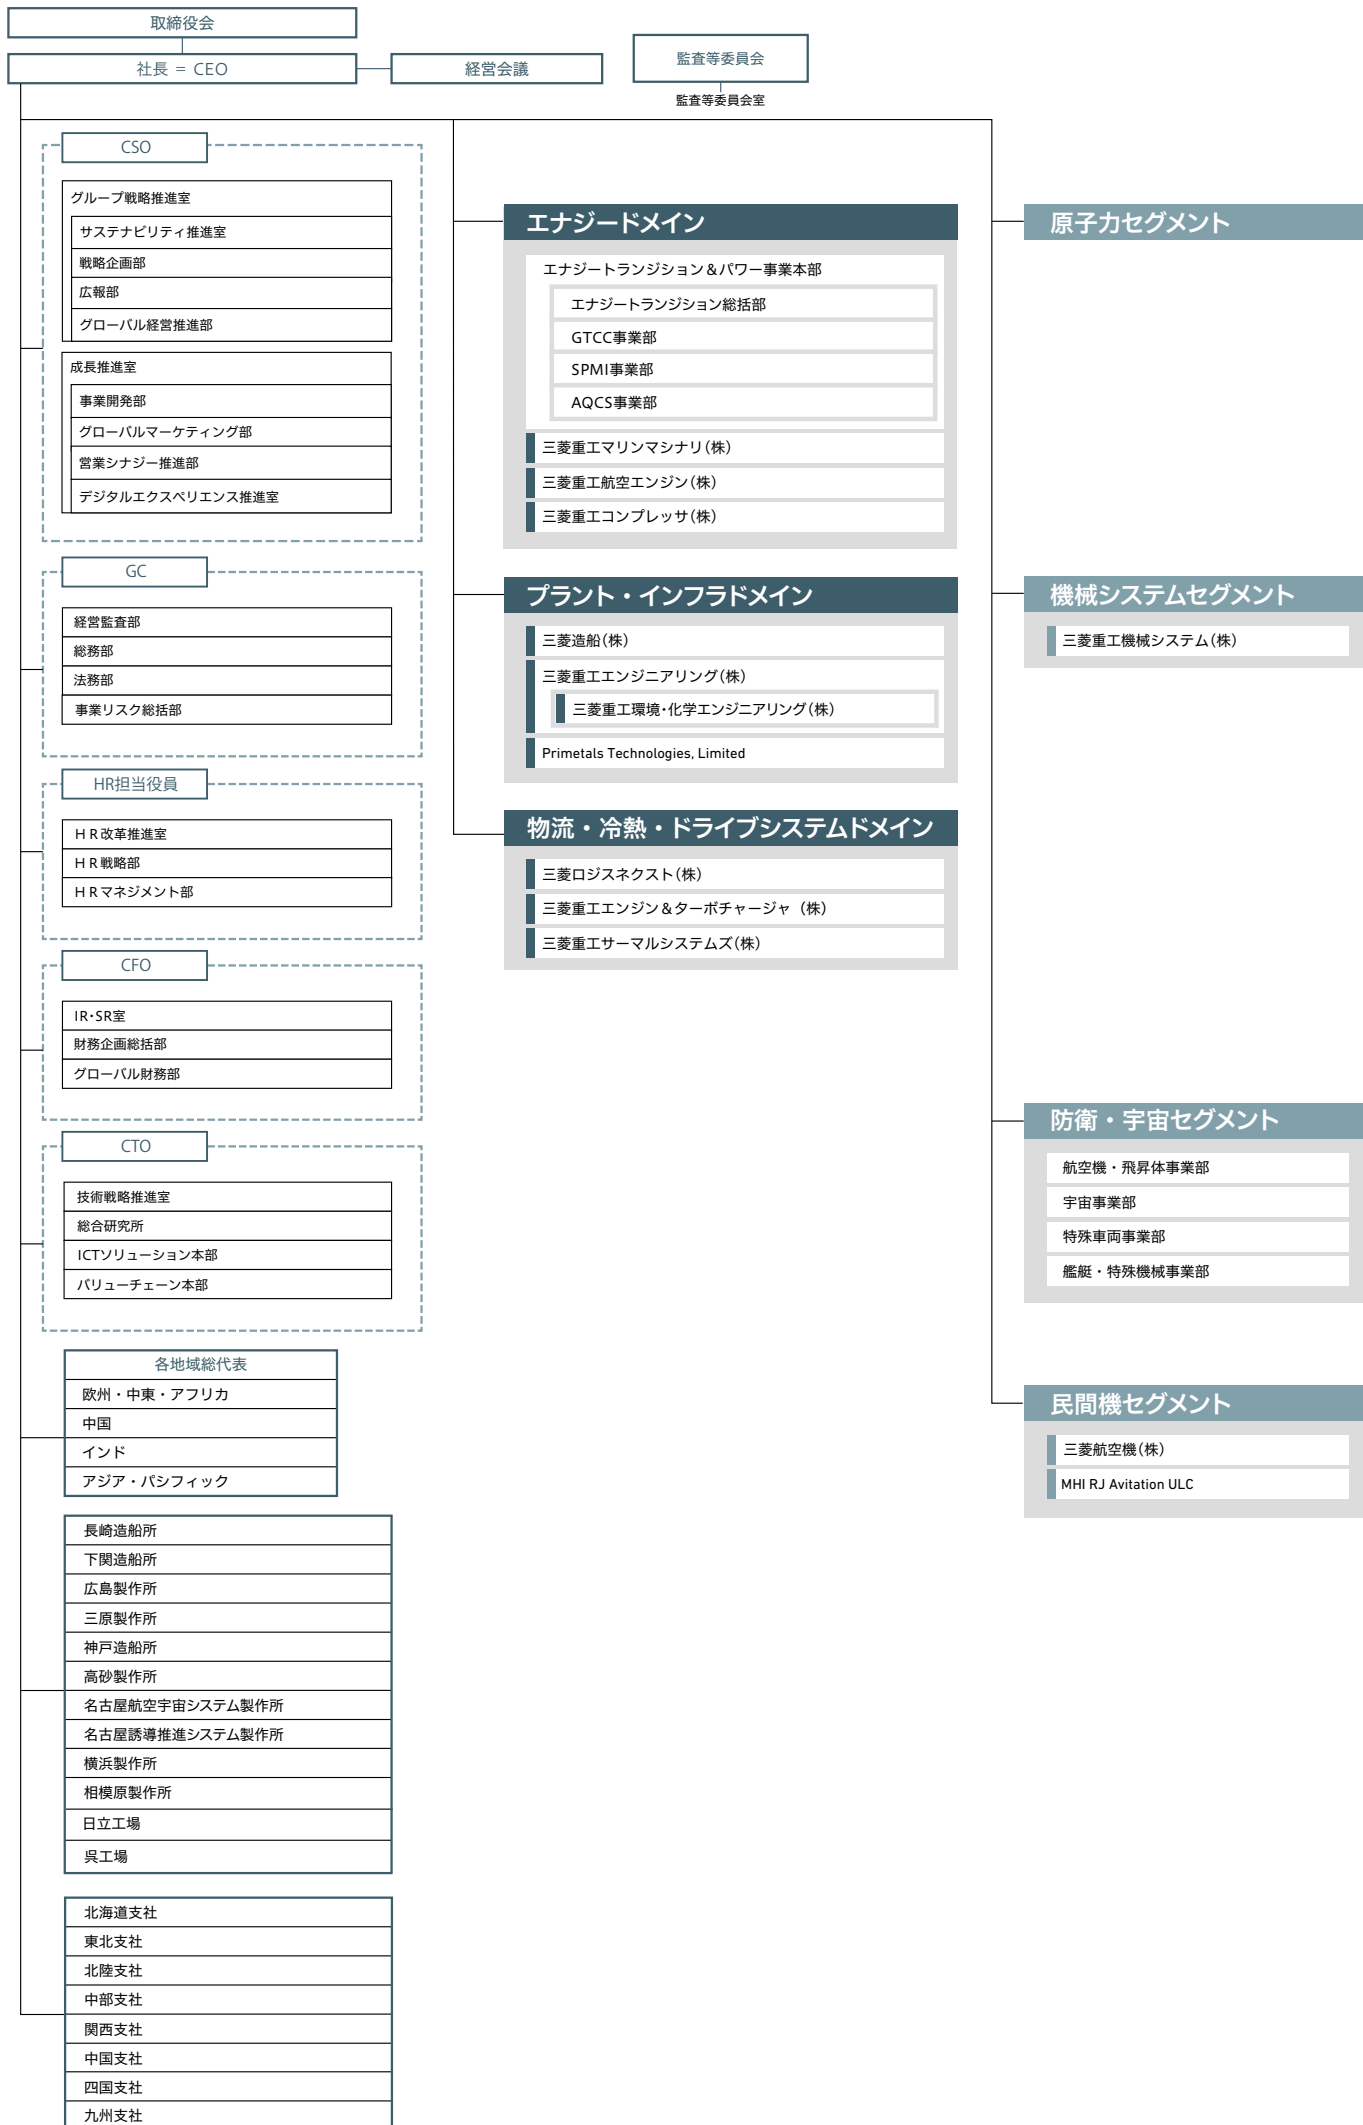 取締役会
社長 = CEO
経営会議
監査等委員会
監査等委員会室
CSO
グループ戦略推進室
サステナビリティ推進室
戦略企画部
広報部
グローバル経営推進部
成長推進室
事業開発部
グローバルマーケティング部
営業シナジー推進部
デジタルエクスペリエンス推進室
GC
経営監査部
総務部
法務部
事業リスク総括部
HR担当役員
HR改革推進室
HR戦略部
HRマネジメント部
CFO
IR・SR室
財務企画総括部
グローバル財務部
CTO
技術戦略推進室
総合研究所
ICTソリューション本部
バリューチェーン本部
各地域総代表
欧州・中東・アフリカ
中国
インド
アジア・パシフィック
長崎造船所
下関造船所
広島製作所
三原製作所
神戸造船所
高砂製作所
名古屋航空宇宙システム製作所
名古屋誘導推進システム製作所
横浜製作所
相模原製作所
日立工場
呉工場
北海道支社
東北支社
北陸支社
中部支社
関西支社
中国支社
四国支社
九州支社
エナジードメイン
エナジートランジション&パワー事業本部
エナジートランジション総括部
GTCC事業部
SPMI事業部
AQCS事業部
三菱重工マリンマシナリ(株)
三菱重工航空エンジン(株)
三菱重工コンプレッサ(株)
プラント・インフラドメイン
三菱造船(株)
三菱重工エンジニアリング(株)
三菱重工環境・化学エンジニアリング(株)
Primetals Technologies, Limited
物流・冷熱・ドライブシステムドメイン
三菱ロジスネクスト(株)
三菱重工エンジン&ターボチャージャ(株)
三菱重工サーマルシステムズ(株)
原子力セグメント
機械システムセグメント
三菱重工機械システム(株)
防衛・宇宙セグメント
航空機・飛昇体事業部
宇宙事業部
特殊車両事業部
艦艇・特殊機械事業部
民間機セグメント
三菱航空機(株)
MHI RJ Avitation ULC